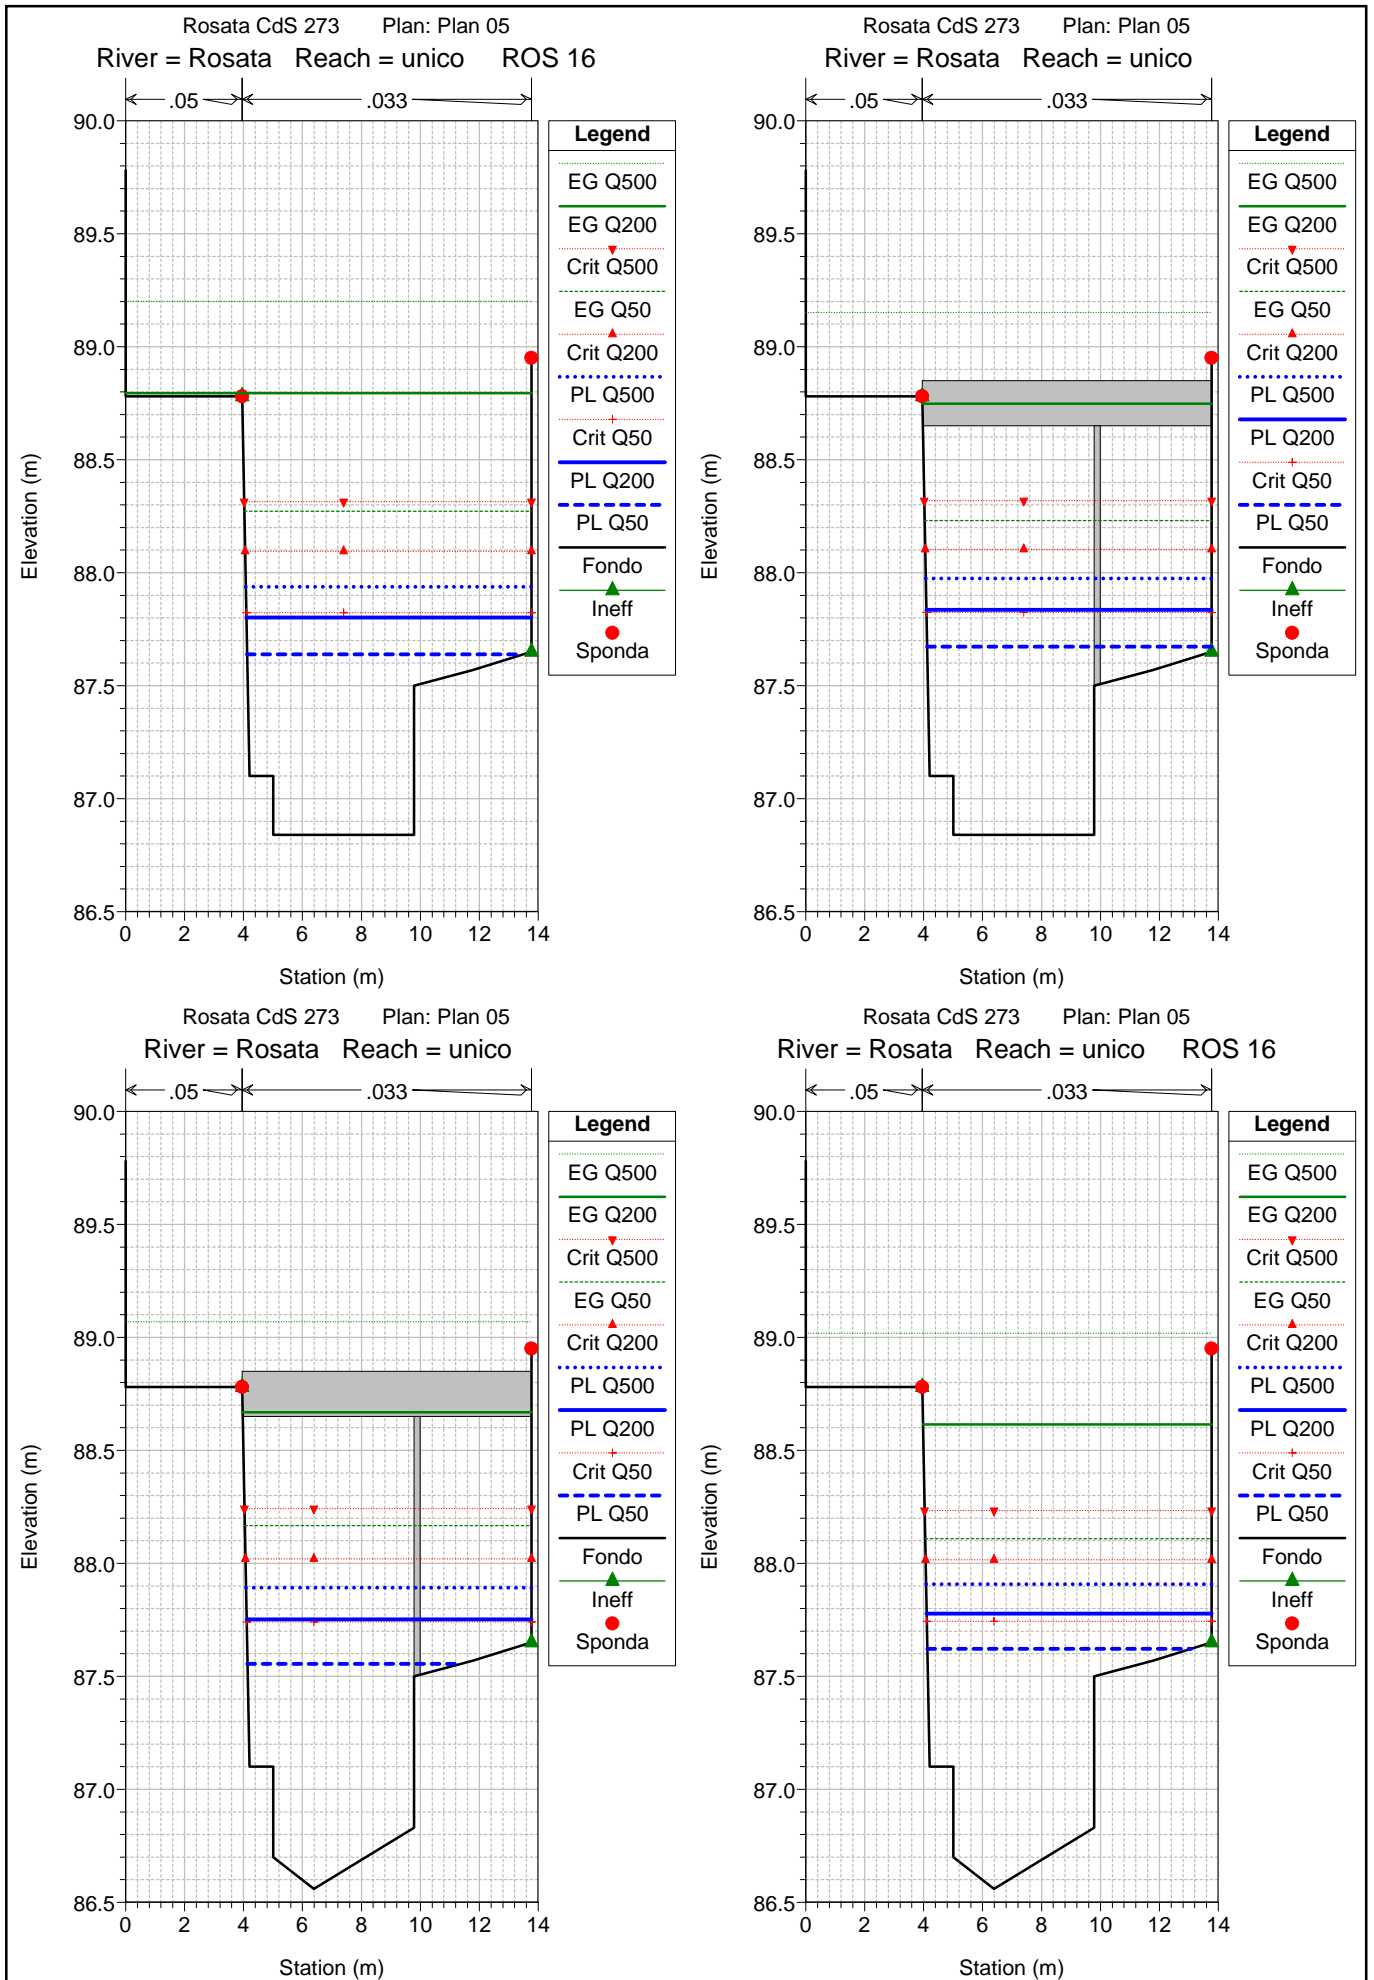 Rosata CdS 273 Plan: Plan 05
River = Rosata Reach = unico ROS 16
.05 .033
90.0
89.5
89.0
88.5
88.0
87.5
87.0
86.5
Elevation (m)
0 2 4 6 8 10 12 14
Station (m)
Legend
EG Q500
EG Q200
Crit Q500
EG Q50
Crit Q200
PL Q500
Crit Q50
PL Q200
PL Q50
Fondo
Ineff
Sponda
Rosata CdS 273 Plan: Plan 05
River = Rosata Reach = unico
.05 .033
90.0
89.5
89.0
88.5
88.0
87.5
87.0
86.5
Elevation (m)
0 2 4 6 8 10 12 14
Station (m)
Legend
EG Q500
EG Q200
Crit Q500
EG Q50
Crit Q200
PL Q500
PL Q200
Crit Q50
PL Q50
Fondo
Ineff
Sponda
Rosata CdS 273 Plan: Plan 05
River = Rosata Reach = unico
.05 .033
90.0
89.5
89.0
88.5
88.0
87.5
87.0
86.5
Elevation (m)
0 2 4 6 8 10 12 14
Station (m)
Legend
EG Q500
EG Q200
Crit Q500
EG Q50
Crit Q200
PL Q500
PL Q200
Crit Q50
PL Q50
Fondo
Ineff
Sponda
Rosata CdS 273 Plan: Plan 05
River = Rosata Reach = unico ROS 16
.05 .033
90.0
89.5
89.0
88.5
88.0
87.5
87.0
86.5
Elevation (m)
0 2 4 6 8 10 12 14
Station (m)
Legend
EG Q500
EG Q200
Crit Q500
EG Q50
Crit Q200
PL Q500
PL Q200
Crit Q50
PL Q50
Fondo
Ineff
Sponda